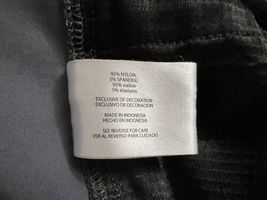 95% NYLON,
5% SPANDEX/
95% nailon
5% elastano
EXCLUSIVE OF DECORATION
EXCLUSIVO DE DECORACIÓN
MADE IN INDONESIA
HECHO EN INDONESIA
SEE REVERSE FOR CARE
VER AL REVERSO PARA CUIDADO